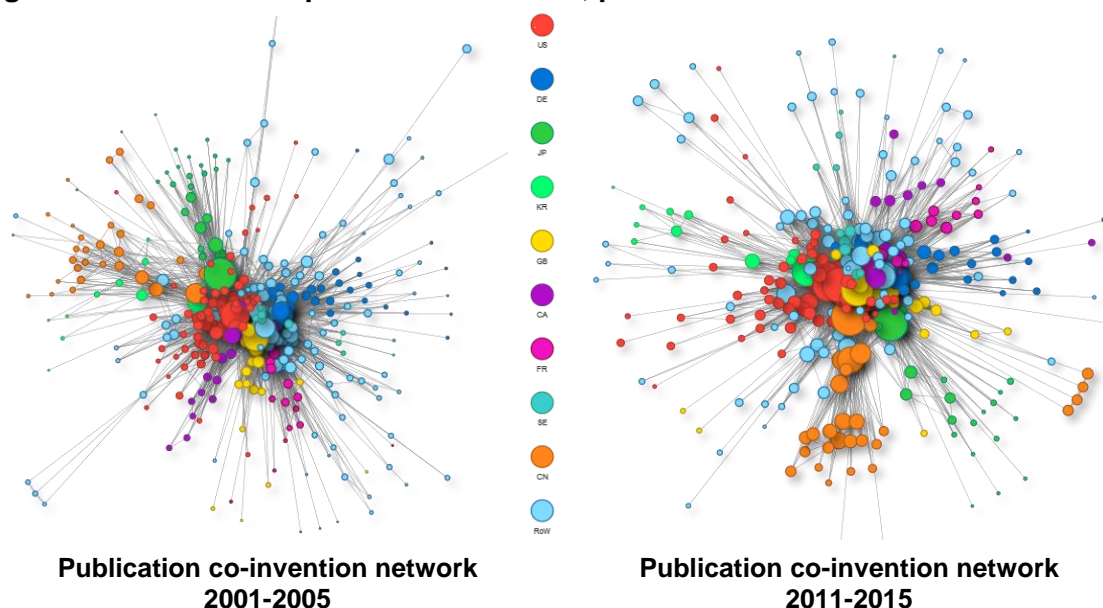 US
DE
JP
KR
GB
CA
FR
SE
CN
RoW
Publication co-invention network
2001-2005
Publication co-invention network
2011-2015